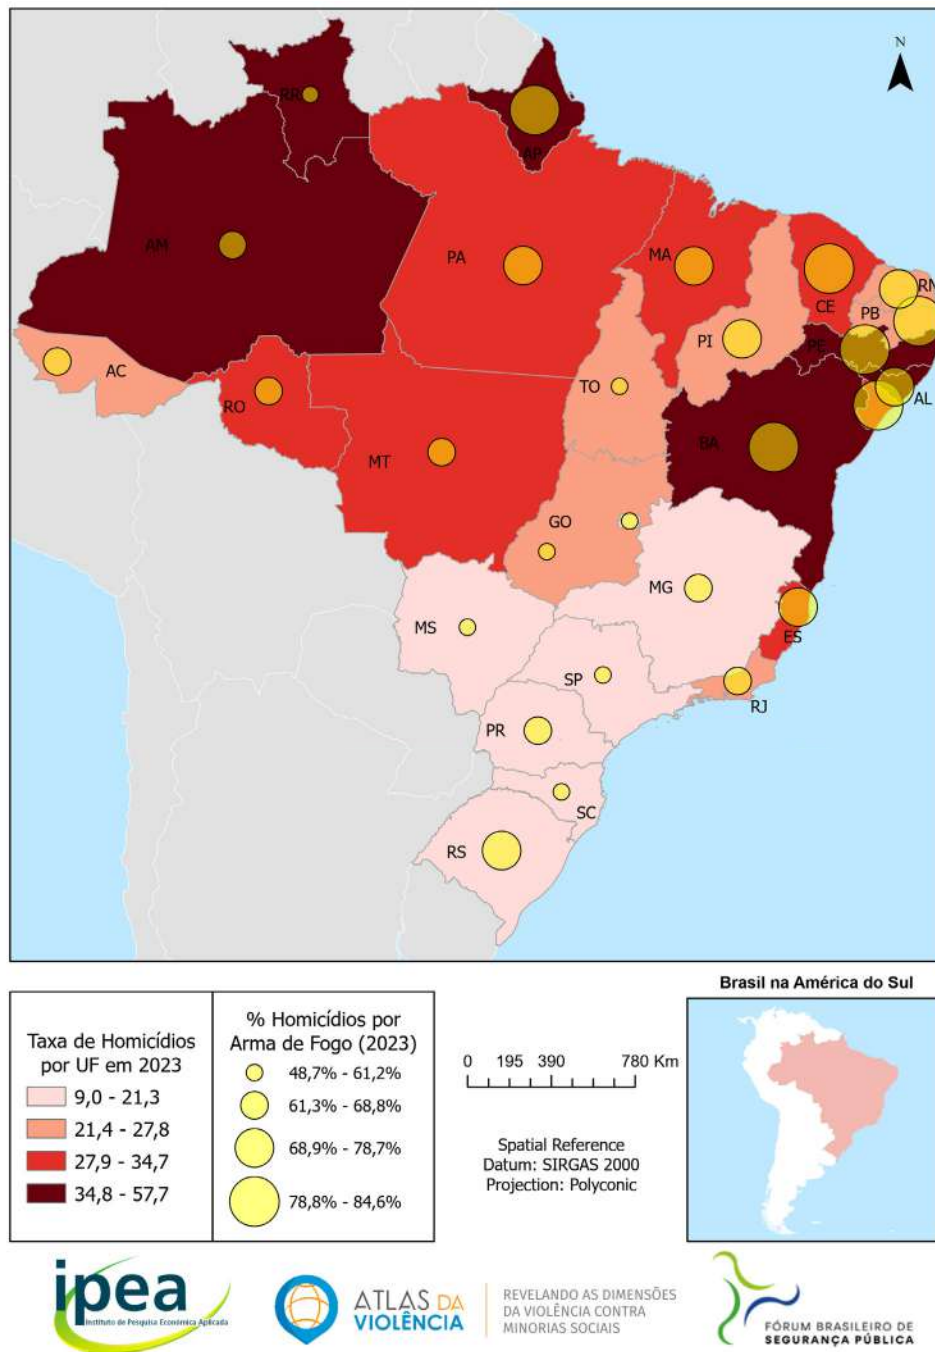 N
RR
AP
AM
PA
MA
CE
RN
PB
PI
PE
AC
TO
AL
RO
BA
MT
GO
MG
MS
ES
SP
RJ
PR
SC
RS
Taxa de Homicídios
por UF em 2023
9,0 - 21,3
21,4 - 27,8
27,9 - 34,7
34,8 - 57,7
% Homicídios por
Arma de Fogo (2023)
48,7% - 61,2%
61,3% - 68,8%
68,9% - 78,7%
78,8% - 84,6%
0 195 390 780 Km
Spatial Reference
Datum: SIRGAS 2000
Projection: Polyconic
Brasil na América do Sul
ipea
Instituto de Pesquisa Econômica Aplicada
ATLAS DA
VIOLÊNCIA
REVELANDO AS DIMENSÕES
DA VIOLÊNCIA CONTRA
MINORIAS SOCIAIS
FÓRUM BRASILEIRO DE
SEGURANÇA PÚBLICA